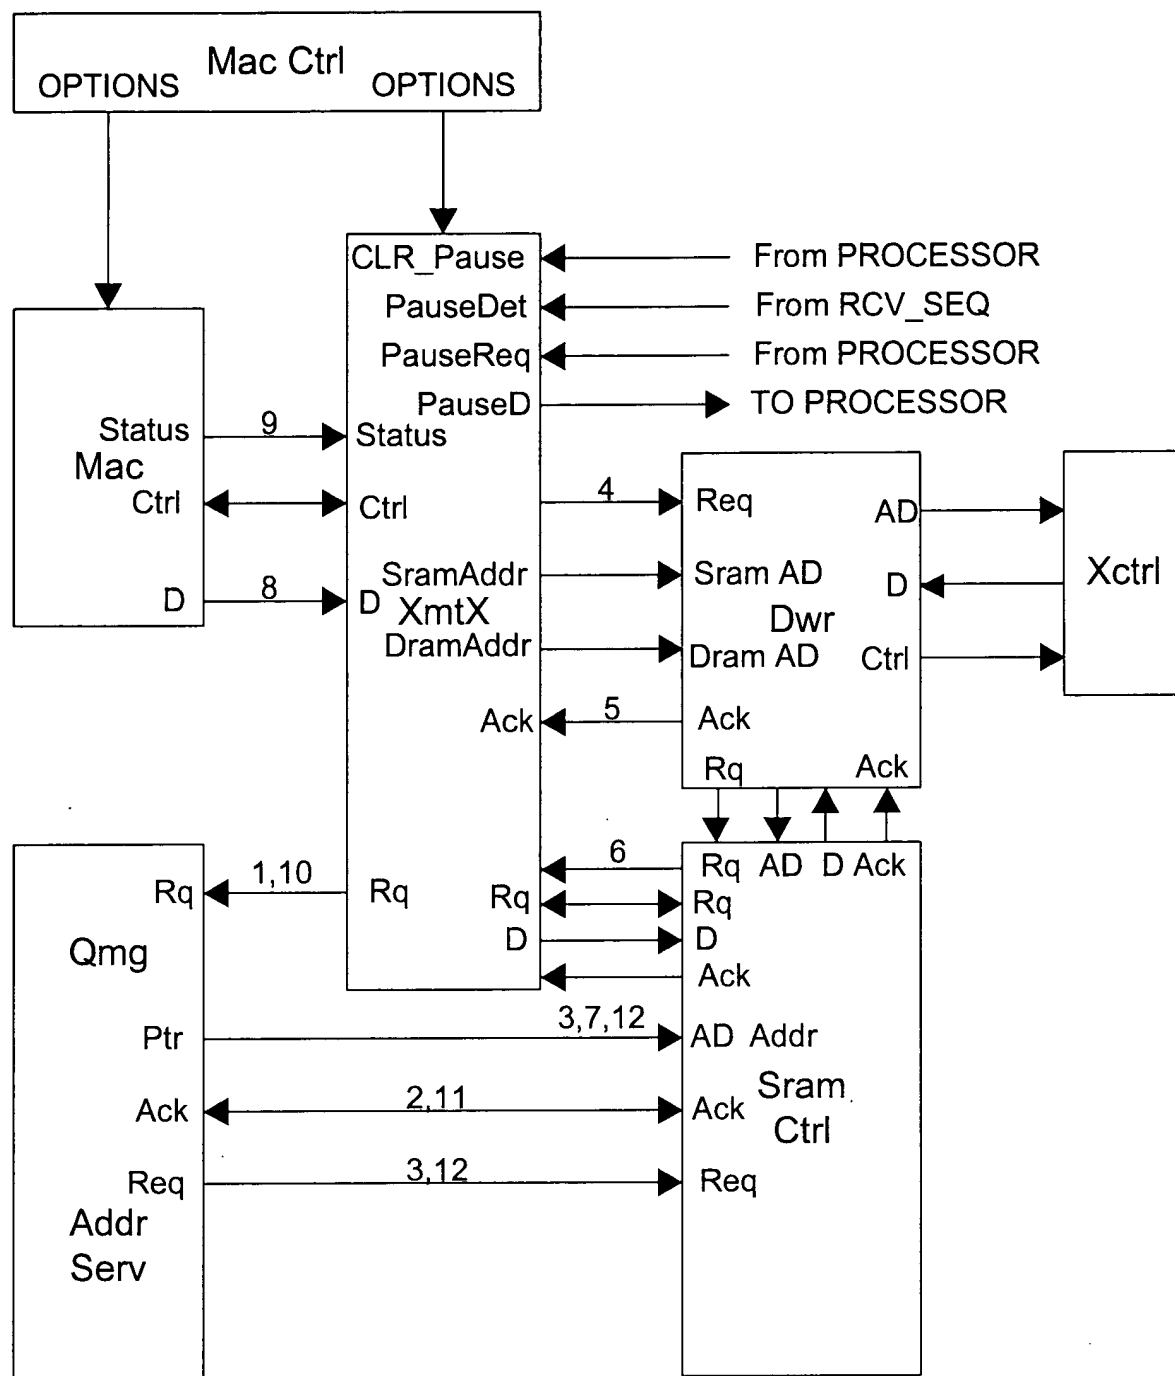 Mac Ctrl
OPTIONS OPTIONS
CLR_Pause From PROCESSOR
PauseDet From RCV_SEQ
PauseReq From PROCESSOR
PauseD TO PROCESSOR
Status 9 Status
Mac
Ctrl Ctrl 4 Req AD
SramAddr Sram AD D Xctrl
D 8 D XmtX Dwr
DramAddr Dram AD Ctrl
Ack 5 Ack
Rq Ack
6 Rq AD D Ack
Rq 1,10 Rq Rq Rq
D D
Qmg
Ack
Ptr 3,7,12 AD Addr
Sram
Ack 2,11 Ack
Ctrl
Req 3,12 Req
Addr
Serv